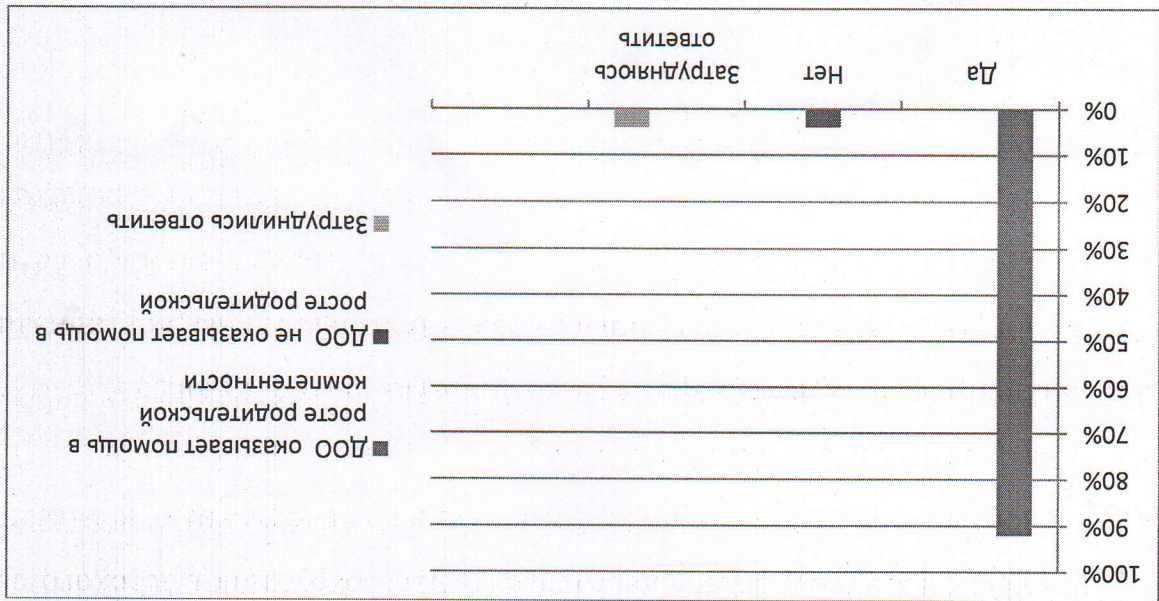 100%
90%
80%
70%
60%
50%
40%
30%
20%
10%
0%
Да
Нет
Затрудняюсь
ответить
ДОО оказывает помощь в
росте родительской
компетентности
ДОО не оказывает помощь в
росте родительской
Затруднились ответить